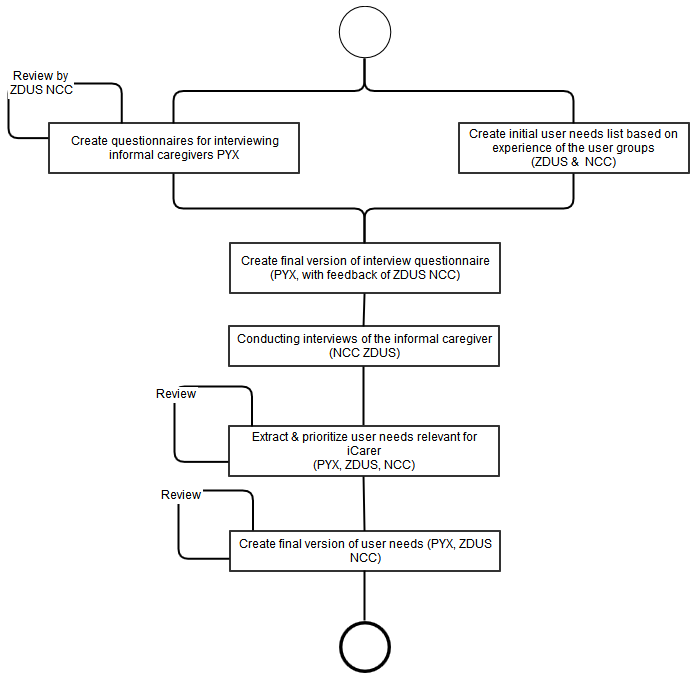 Review by
ZDUS NCC
Create questionnaires for interviewing
informal caregivers PYX
Create initial user needs list based on
experience of the user groups
(ZDUS & NCC)
Create final version of interview questionnaire
(PYX, with feedback of ZDUS NCC)
Conducting interviews of the informal caregiver
(NCC ZDUS)
Review
Extract & prioritize user needs relevant for
iCarer
(PYX, ZDUS, NCC)
Review
Create final version of user needs (PYX, ZDUS
NCC)